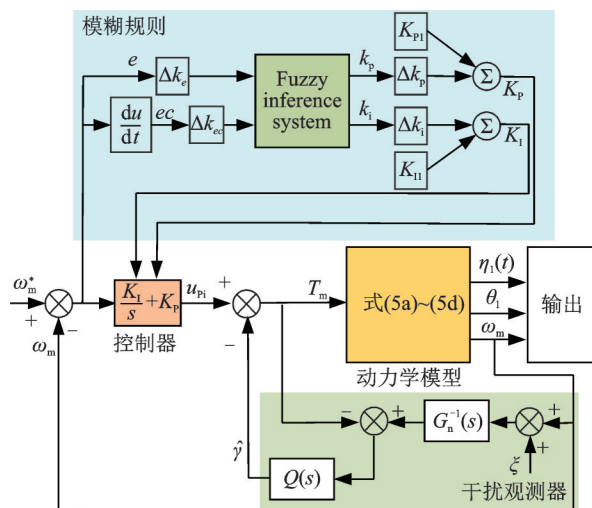 模糊规则
K_P1
e
Δk_e
Fuzzy
inference
system
k_p
Δk_p
Σ
K_P
du
dt
ec
Δk_ec
k_i
Δk_i
Σ
K_I
K_I1
ω_m^*
+
−
ω_m
K_I
s
+K_P
控制器
u_Pi
+
−
T_m
式(5a)~(5d)
动力学模型
η_1(t)
θ_1
ω_m
输出
−
+
G_n^{-1}(s)
+
+
ξ
γ̂
Q(s)
干扰观测器